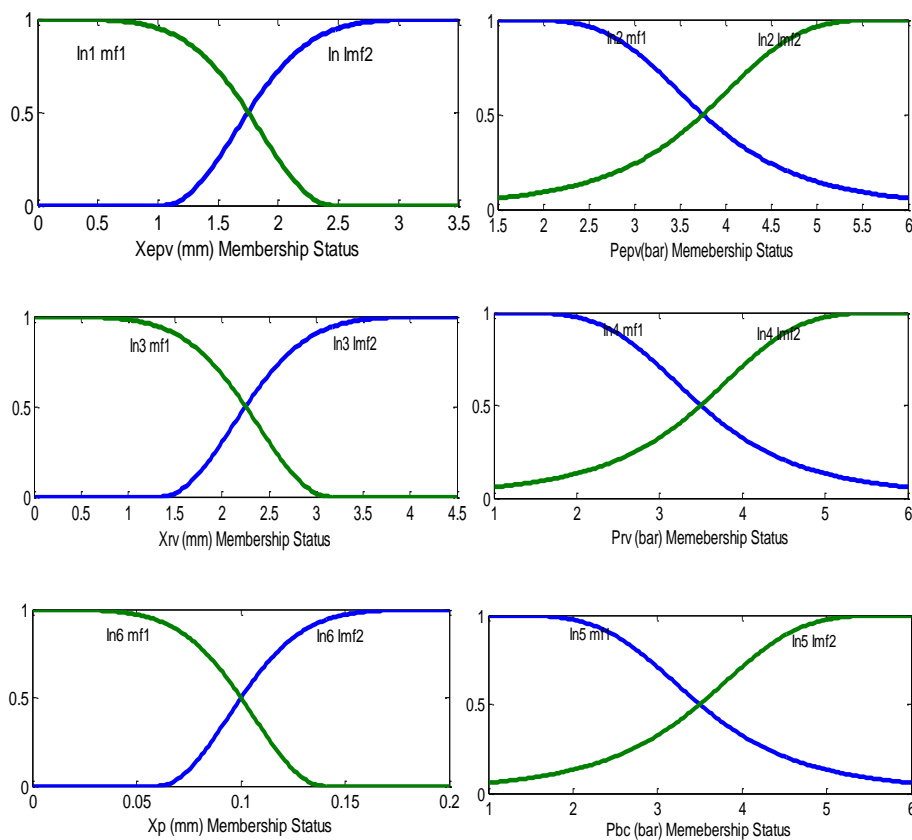 1
In1 mf1
In Imf2
0.5
0
0 0.5 1 1.5 2 2.5 3 3.5
Xepv (mm) Membership Status
1
In2 mf1
In2 Imf2
0.5
0
1.5 2 2.5 3 3.5 4 4.5 5 5.5 6
Pepv(bar) Memebership Status
1
In3 mf1
In3 Imf2
0.5
0
0 0.5 1 1.5 2 2.5 3 3.5 4 4.5
Xrv (mm) Membership Status
1
In4 mf1
In4 Imf2
0.5
0
1 2 3 4 5 6
Prv (bar) Memebership Status
1
In6 mf1
In6 Imf2
0.5
0
0 0.05 0.1 0.15 0.2
Xp (mm) Membership Status
1
In5 mf1
In5 Imf2
0.5
0
1 2 3 4 5 6
Pbc (bar) Memebership Status